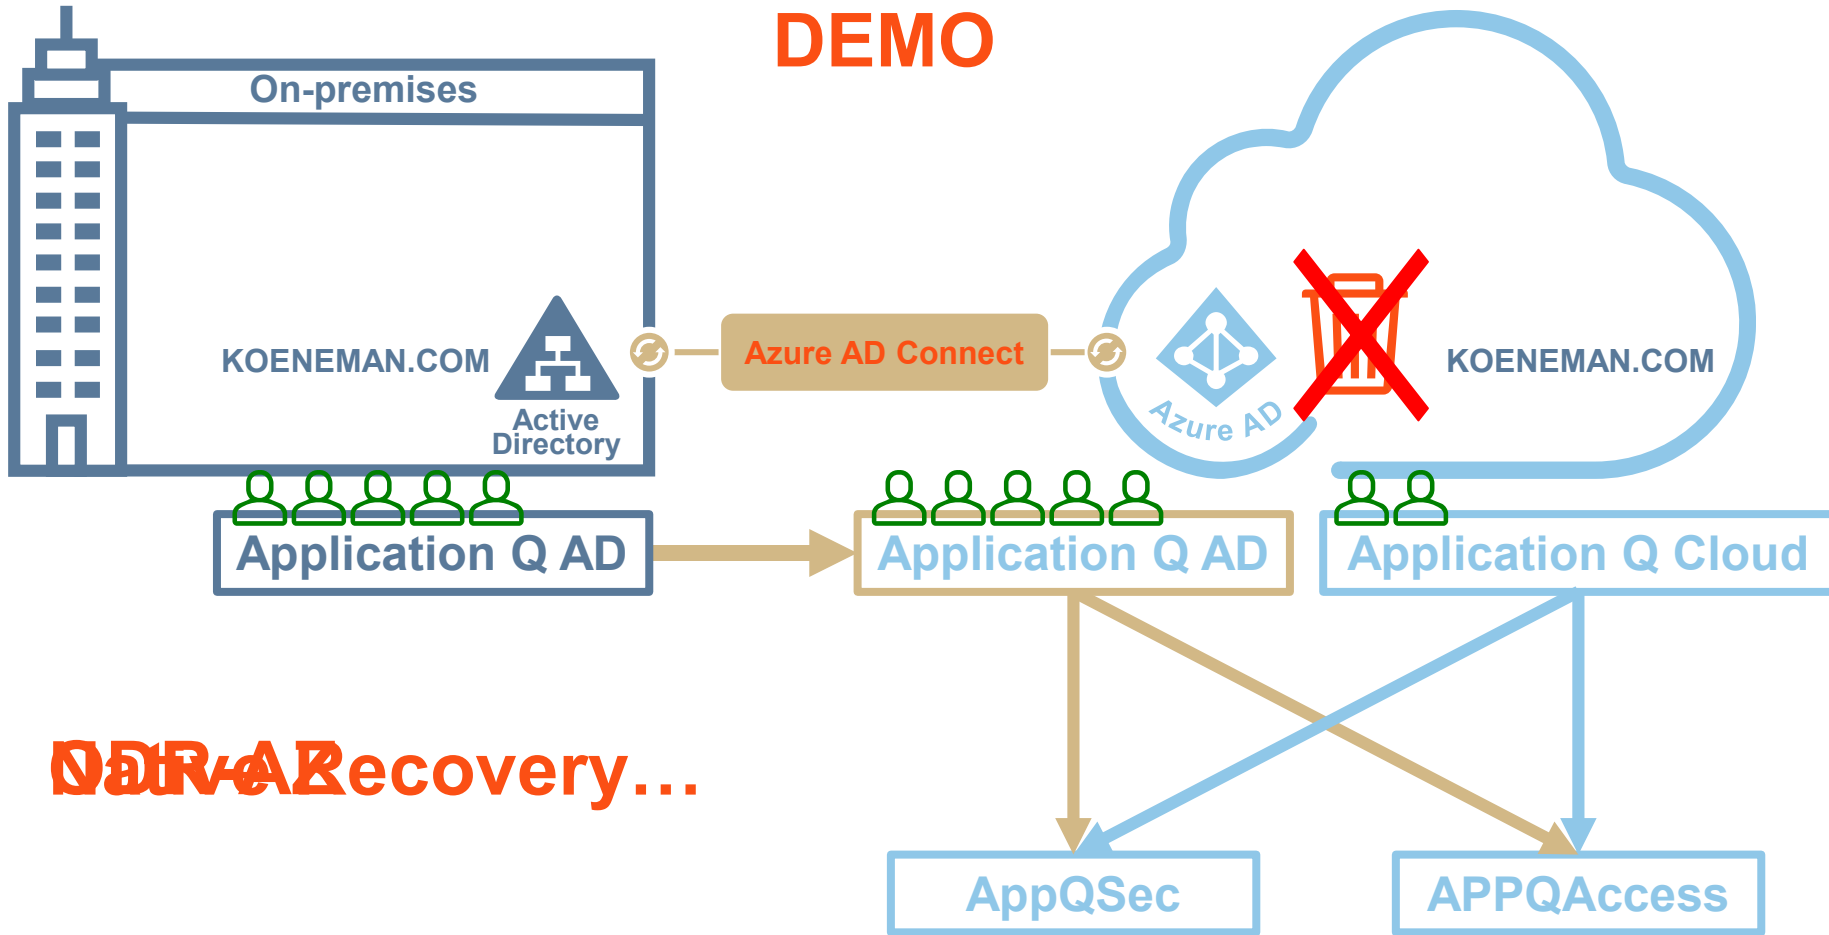 DEMO
On-premises
KOENEMAN.COM
Active
Directory
Azure AD Connect
Azure AD
KOENEMAN.COM
Application Q AD
Application Q AD
Application Q Cloud
Recovery...
AppQSec
APPQAccess